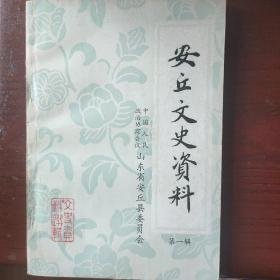 安丘文史資料
第一辑
中国人民
政治协商会议
山东省安丘县委员会